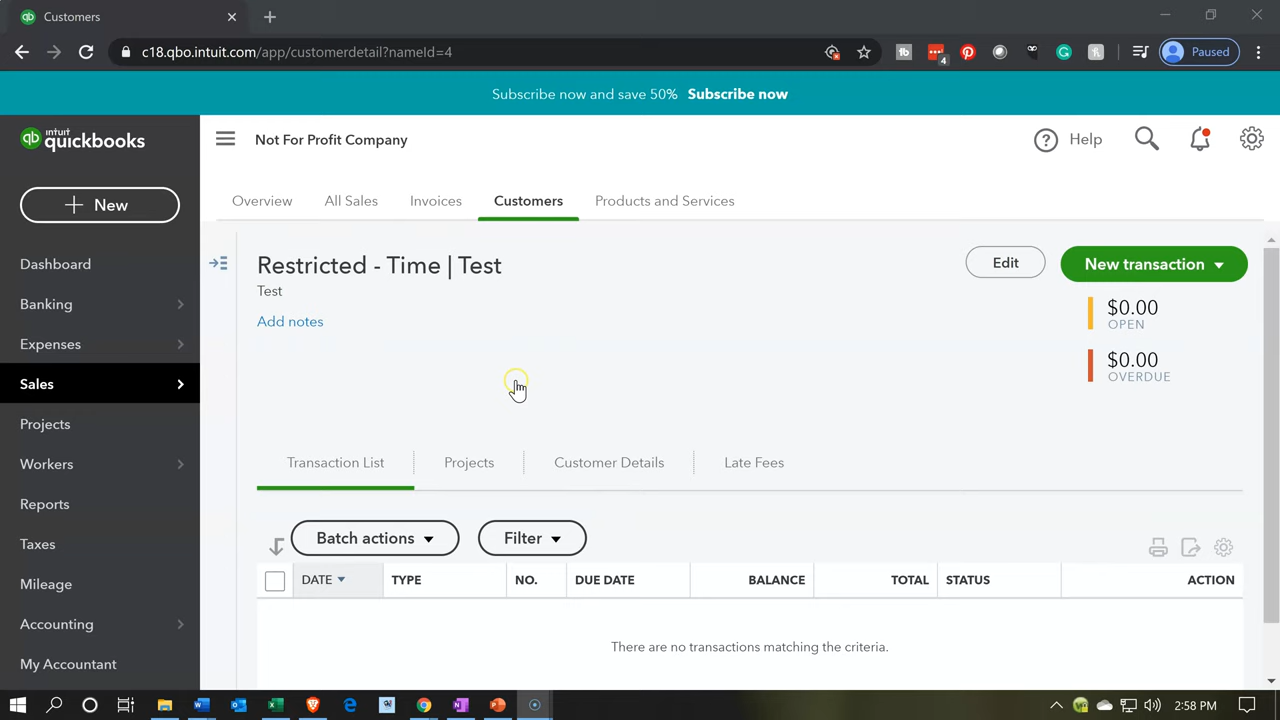 Customers
c18.qbo.intuit.com/app/customerdetail?nameId=4
4
Paused
Subscribe now and save 50% Subscribe now
qb intuit quickbooks
Not For Profit Company
Help
New
Overview
All Sales
Invoices
Customers
Products and Services
Dashboard
Banking
Expenses
Sales
Projects
Workers
Reports
Taxes
Mileage
Accounting
My Accountant
Restricted - Time | Test
Edit
New transaction
Test
Add notes
$0.00
OPEN
$0.00
OVERDUE
Transaction List
Projects
Customer Details
Late Fees
Batch actions
Filter
DATE TYPE NO. DUE DATE BALANCE TOTAL STATUS ACTION
There are no transactions matching the criteria.
2:58 PM